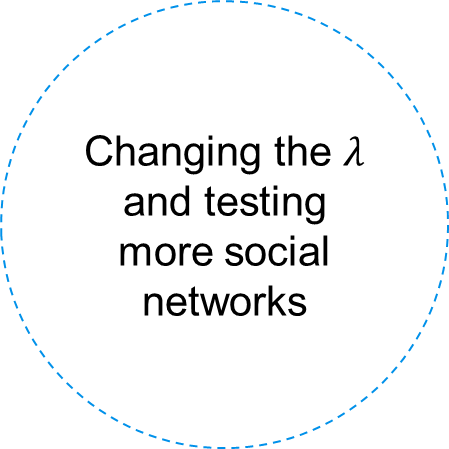 Changing the λ
and testing
more social
networks